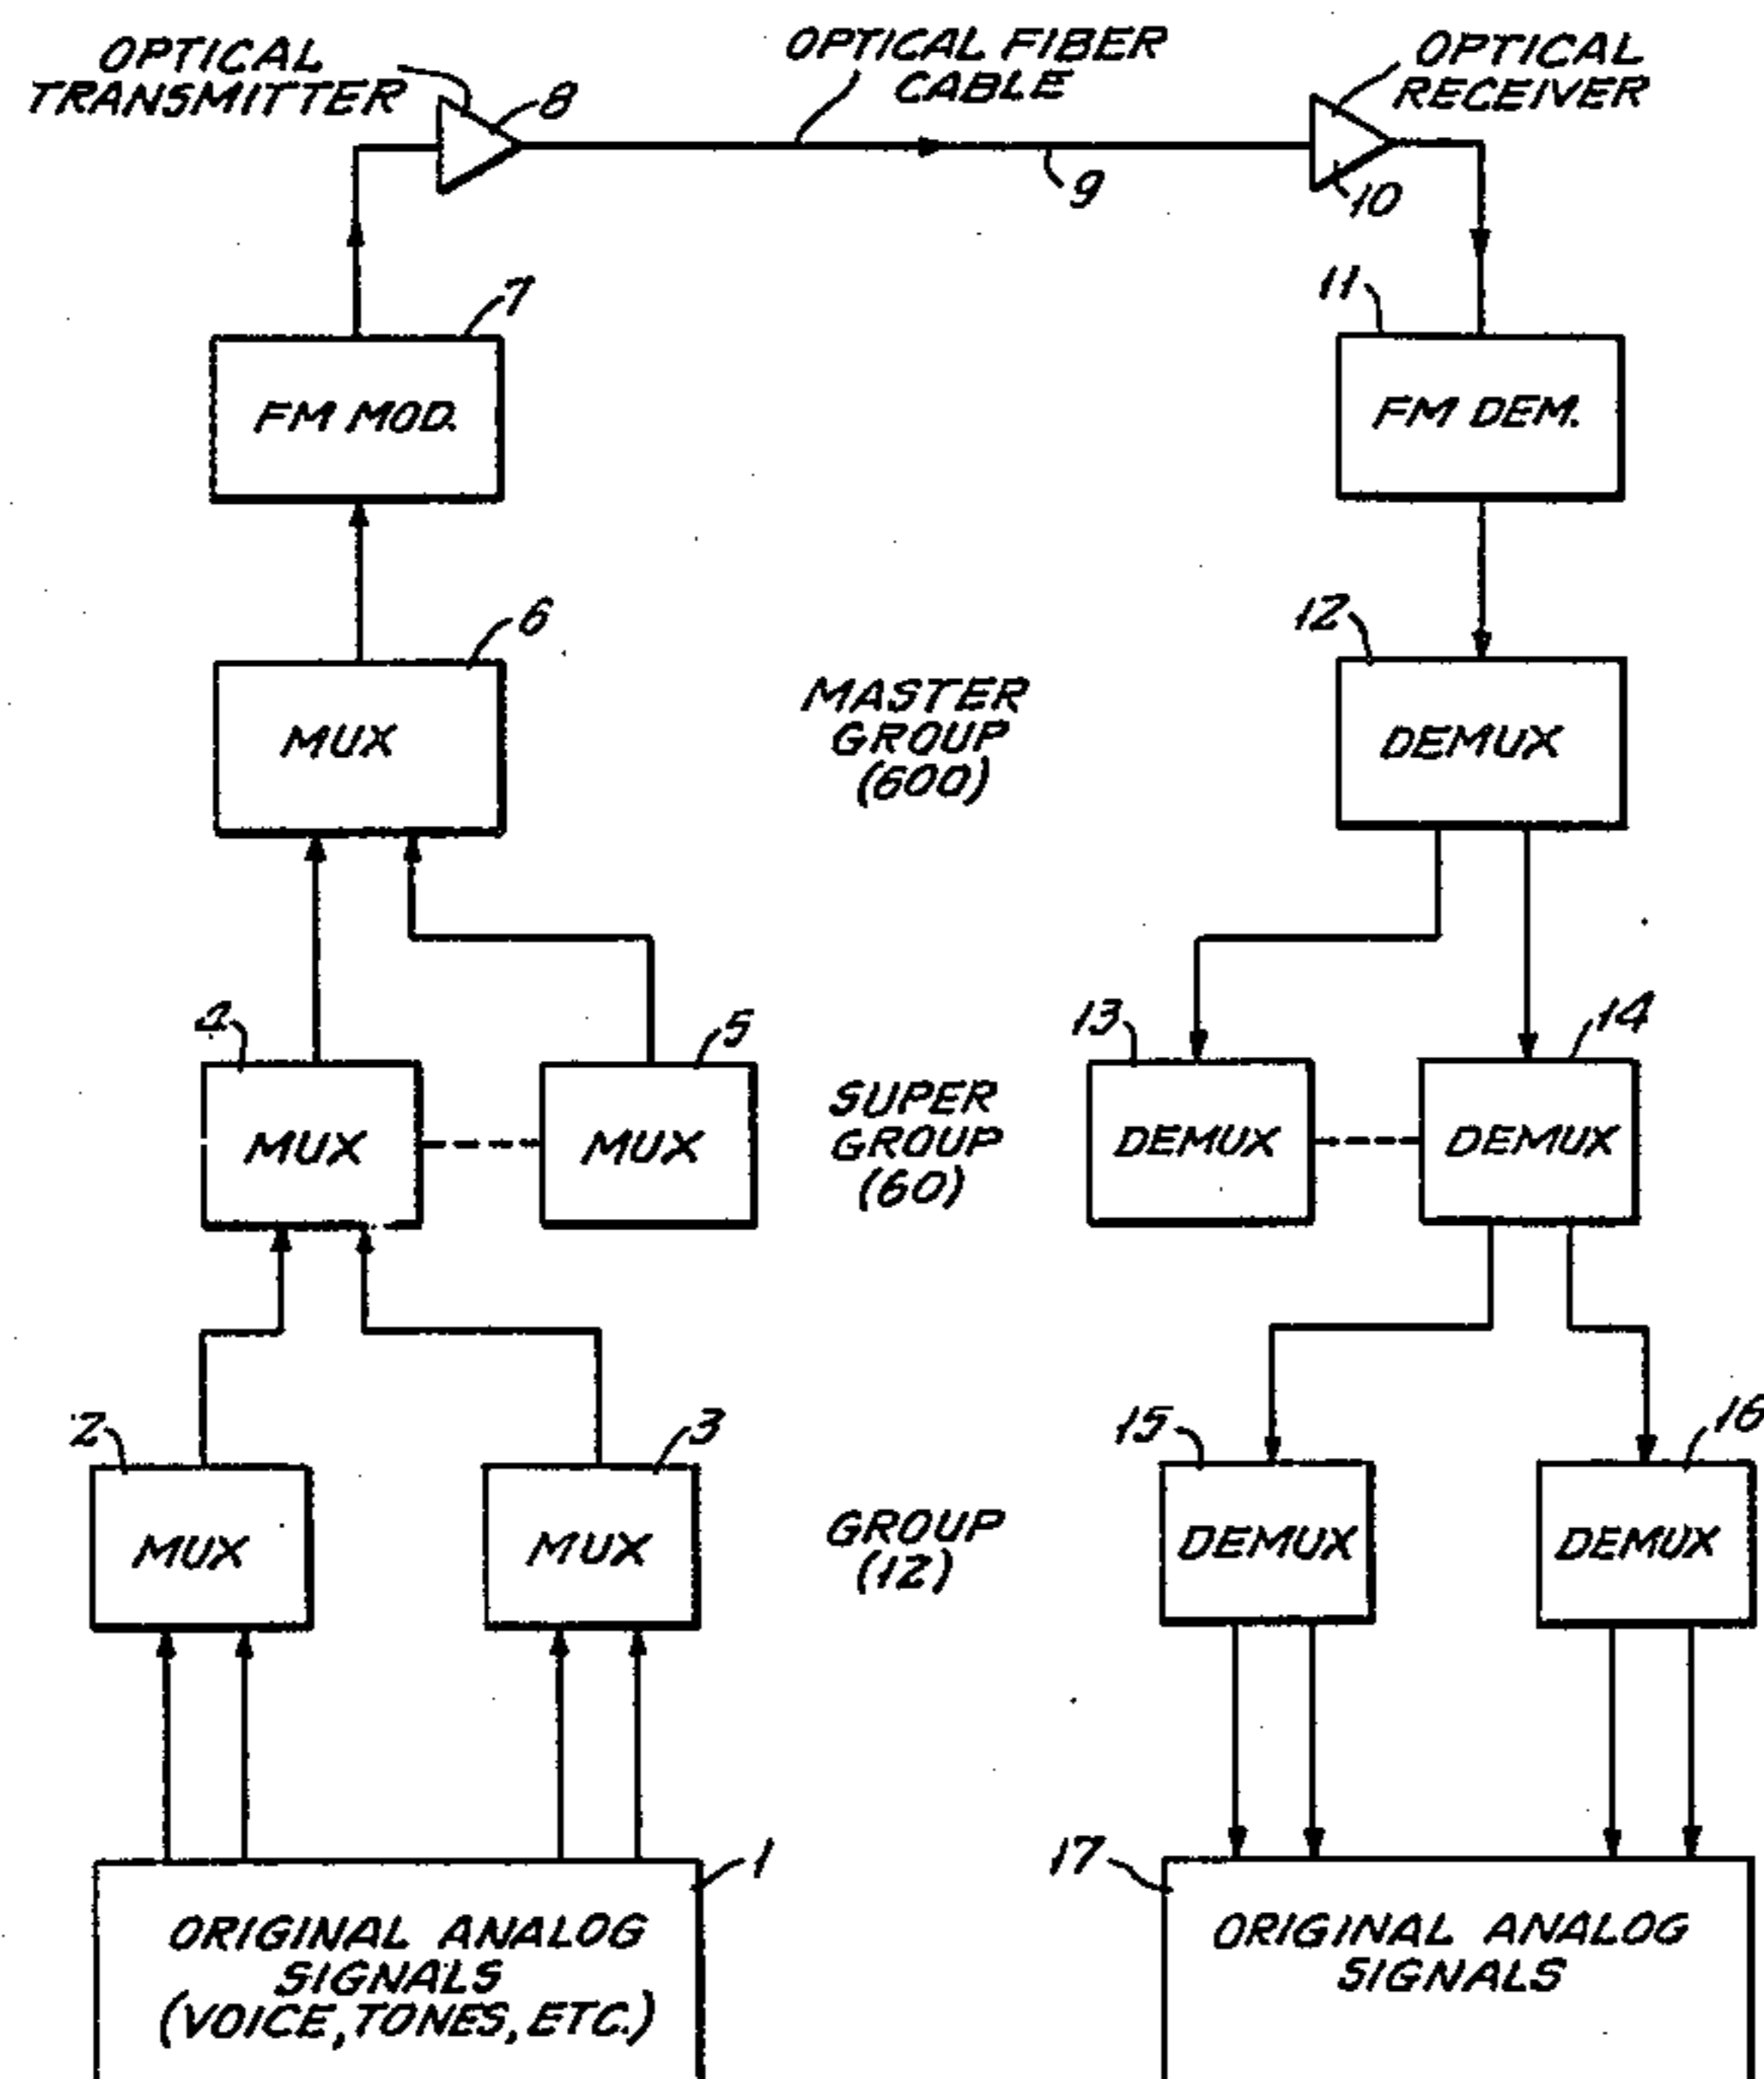 OPTICAL
TRANSMITTER
8
OPTICAL FIBER
CABLE
9
OPTICAL
RECEIVER
10
7
FM MOD.
11
FM DEM.
6
MUX
MASTER
GROUP
(600)
12
DEMUX
4
MUX
5
MUX
SUPER
GROUP
(60)
13
DEMUX
14
DEMUX
2
MUX
3
MUX
GROUP
(12)
15
DEMUX
16
DEMUX
1
ORIGINAL ANALOG
SIGNALS
(VOICE, TONES, ETC.)
17
ORIGINAL ANALOG
SIGNALS